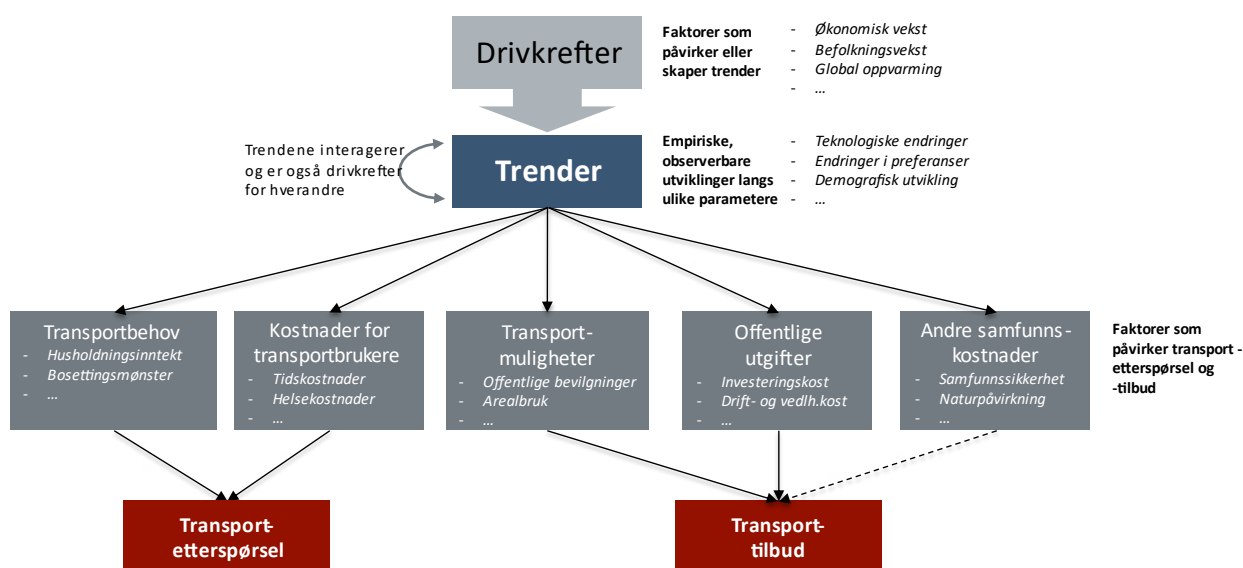 Drivkrefter
Faktorer som
påvirker eller
skaper trender
- Økonomisk vekst
- Befolkningsvekst
- Global oppvarming
- ...
Trendene interagerer
og er også drivkrefter
for hverandre
Trender
Empiriske,
observerbare
utviklinger langs
ulike parametere
- Teknologiske endringer
- Endringer i preferanser
- Demografisk utvikling
- ...
Transportbehov
- Husholdningsinntekt
- Bosettingsmønster
- ...
Kostnader for
transportbrukere
- Tidskostnader
- Helsekostnader
- ...
Transport-
muligheter
- Offentlige bevilgninger
- Arealbruk
- ...
Offentlige
utgifter
- Investeringskost
- Drift- og vedlh.kost
- ...
Andre samfunns-
kostnader
- Samfunnssikkerhet
- Naturpåvirkning
- ...
Faktorer som
påvirker transport -
etterspørsel og
-tilbud
Transport-
etterspørsel
Transport-
tilbud